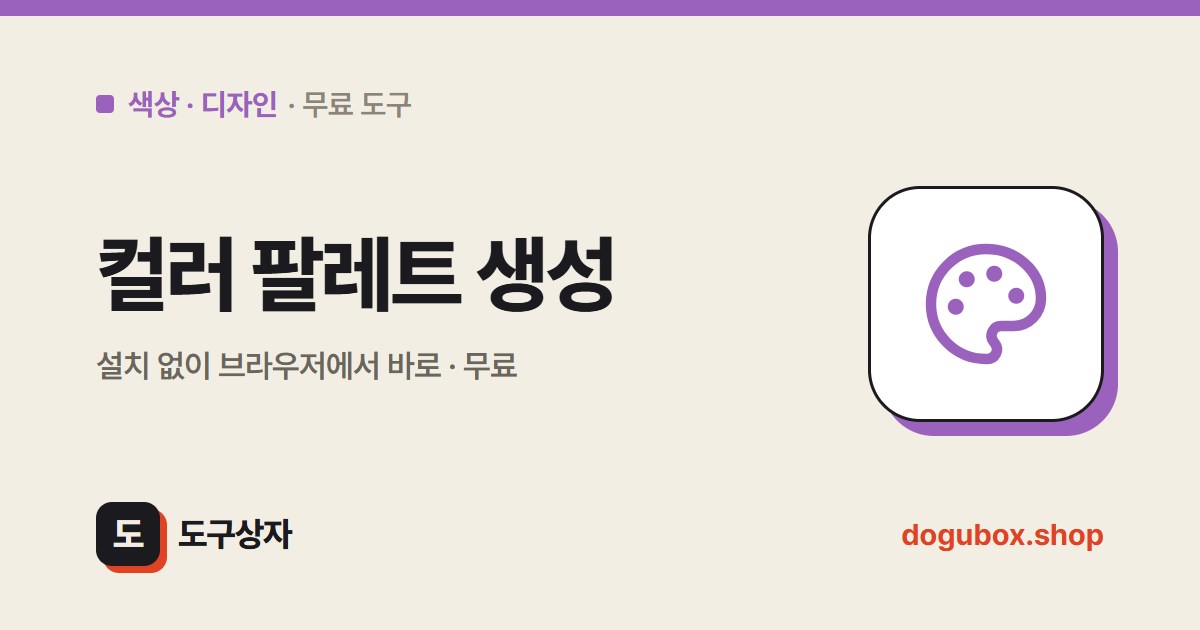 색상 · 디자인 · 무료 도구
컬러 팔레트 생성
설치 없이 브라우저에서 바로 · 무료
도 도구상자
dogubox.shop